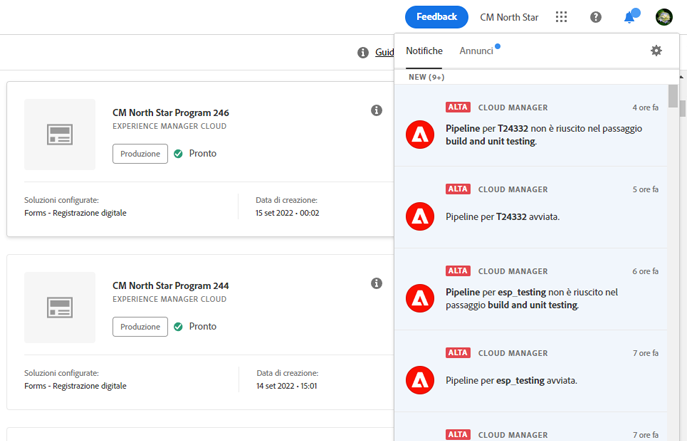 Feedback
CM North Star
Guid
Notifiche
Annunci
NEW (9+)
CM North Star Program 246
EXPERIENCE MANAGER CLOUD
Produzione
Pronto
Soluzioni configurate:
Forms - Registrazione digitale
Data di creazione:
15 set 2022 • 00:02
CM North Star Program 244
EXPERIENCE MANAGER CLOUD
Produzione
Pronto
Soluzioni configurate:
Forms - Registrazione digitale
Data di creazione:
14 set 2022 • 15:01
ALTA CLOUD MANAGER 4 ore fa
Pipeline per T24332 non è riuscito nel passaggio
build and unit testing.
ALTA CLOUD MANAGER 5 ore fa
Pipeline per T24332 avviata.
ALTA CLOUD MANAGER 6 ore fa
Pipeline per esp_testing non è riuscito nel
passaggio build and unit testing.
ALTA CLOUD MANAGER 7 ore fa
Pipeline per esp_testing avviata.
ALTA CLOUD MANAGER 7 ore fa